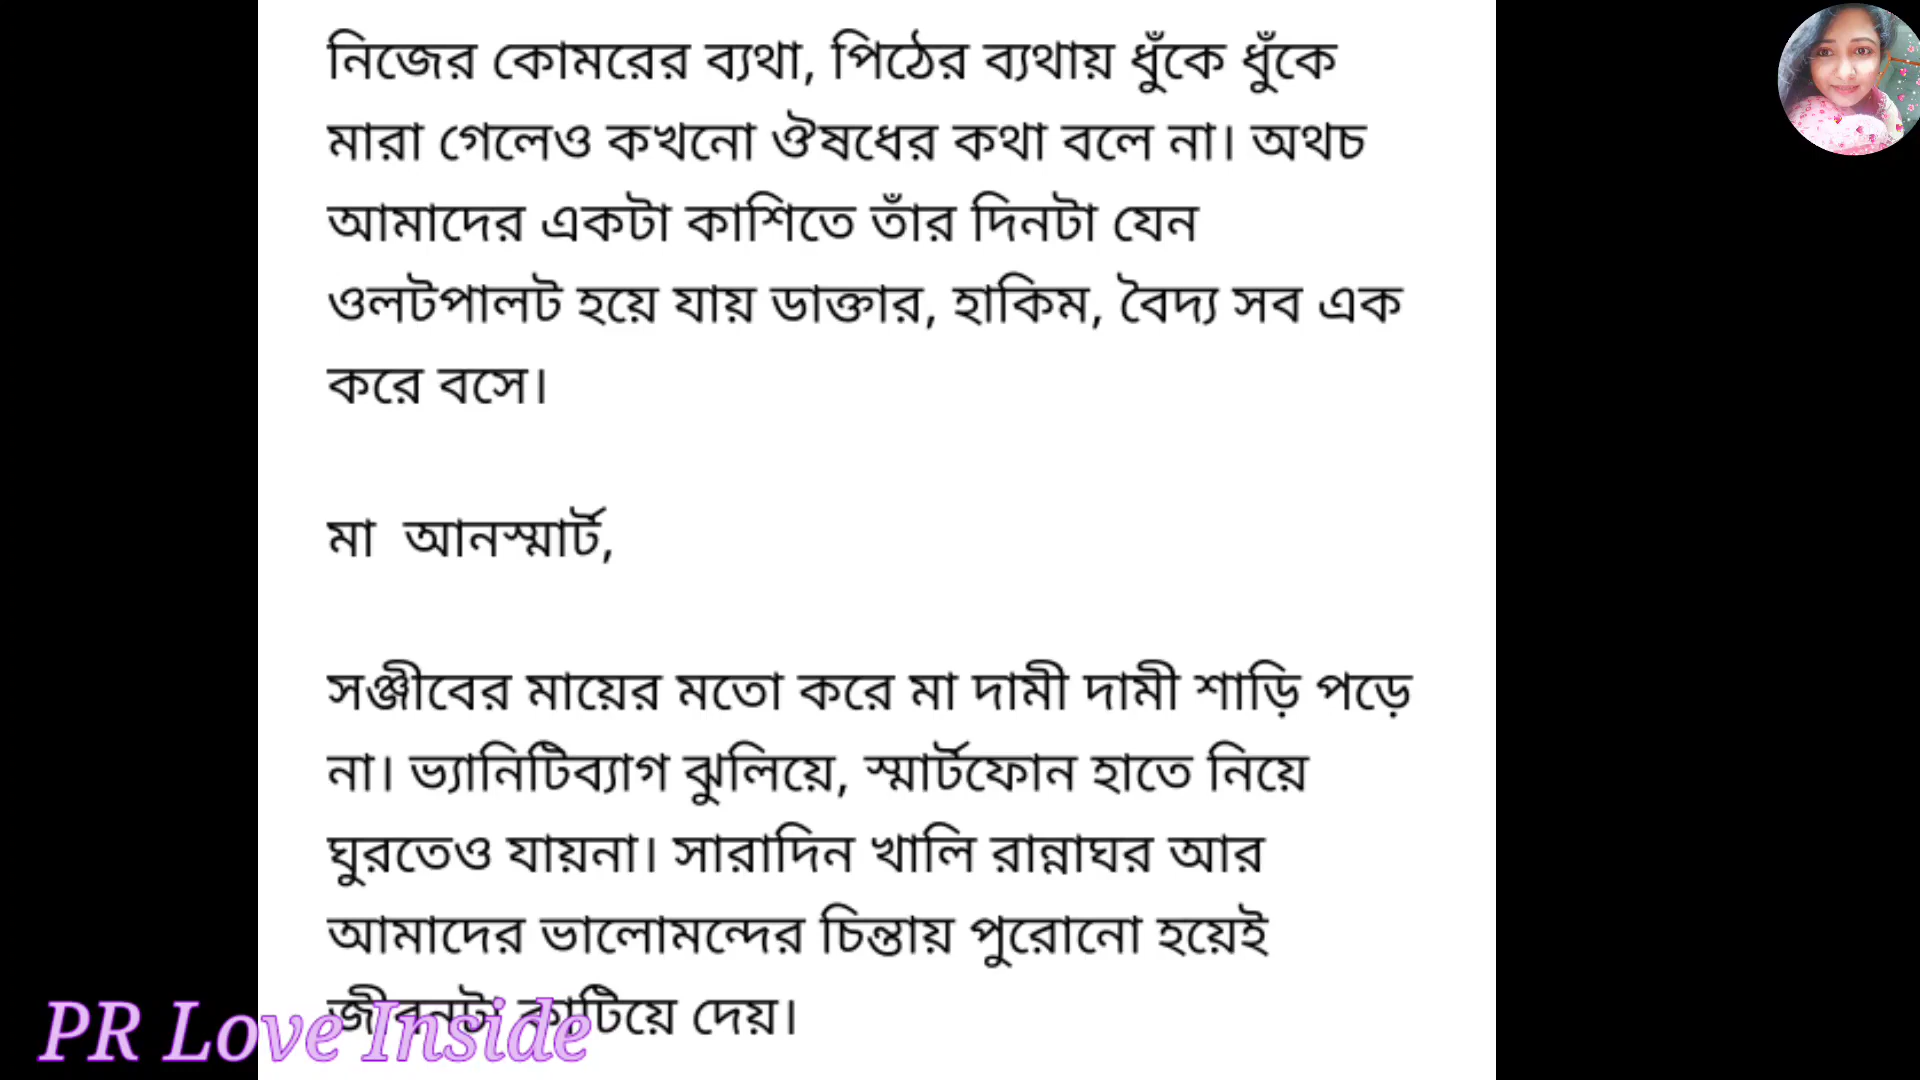 নিজের কোমরের ব্যথা, পিঠের ব্যথায় ধুঁকে ধুঁকে
মারা গেলেও কখনো ঔষধের কথা বলে না। অথচ
আমাদের একটা কাশিতে তাঁর দিনটা যেন
ওলটপালট হয়ে যায় ডাক্তার, হাকিম, বৈদ্য সব এক
করে বসে।
মা আনস্মার্ট,
সঞ্জীবের মায়ের মতো করে মা দামী দামী শাড়ি পড়ে
না। ভ্যানিটিব্যাগ ঝুলিয়ে, স্মার্টফোন হাতে নিয়ে
ঘুরতেও যায়না। সারাদিন খালি রান্নাঘর আর
আমাদের ভালোমন্দের চিন্তায় পুরোনো হয়েই
জীবনটা কাটিয়ে দেয়।
PR Love Inside